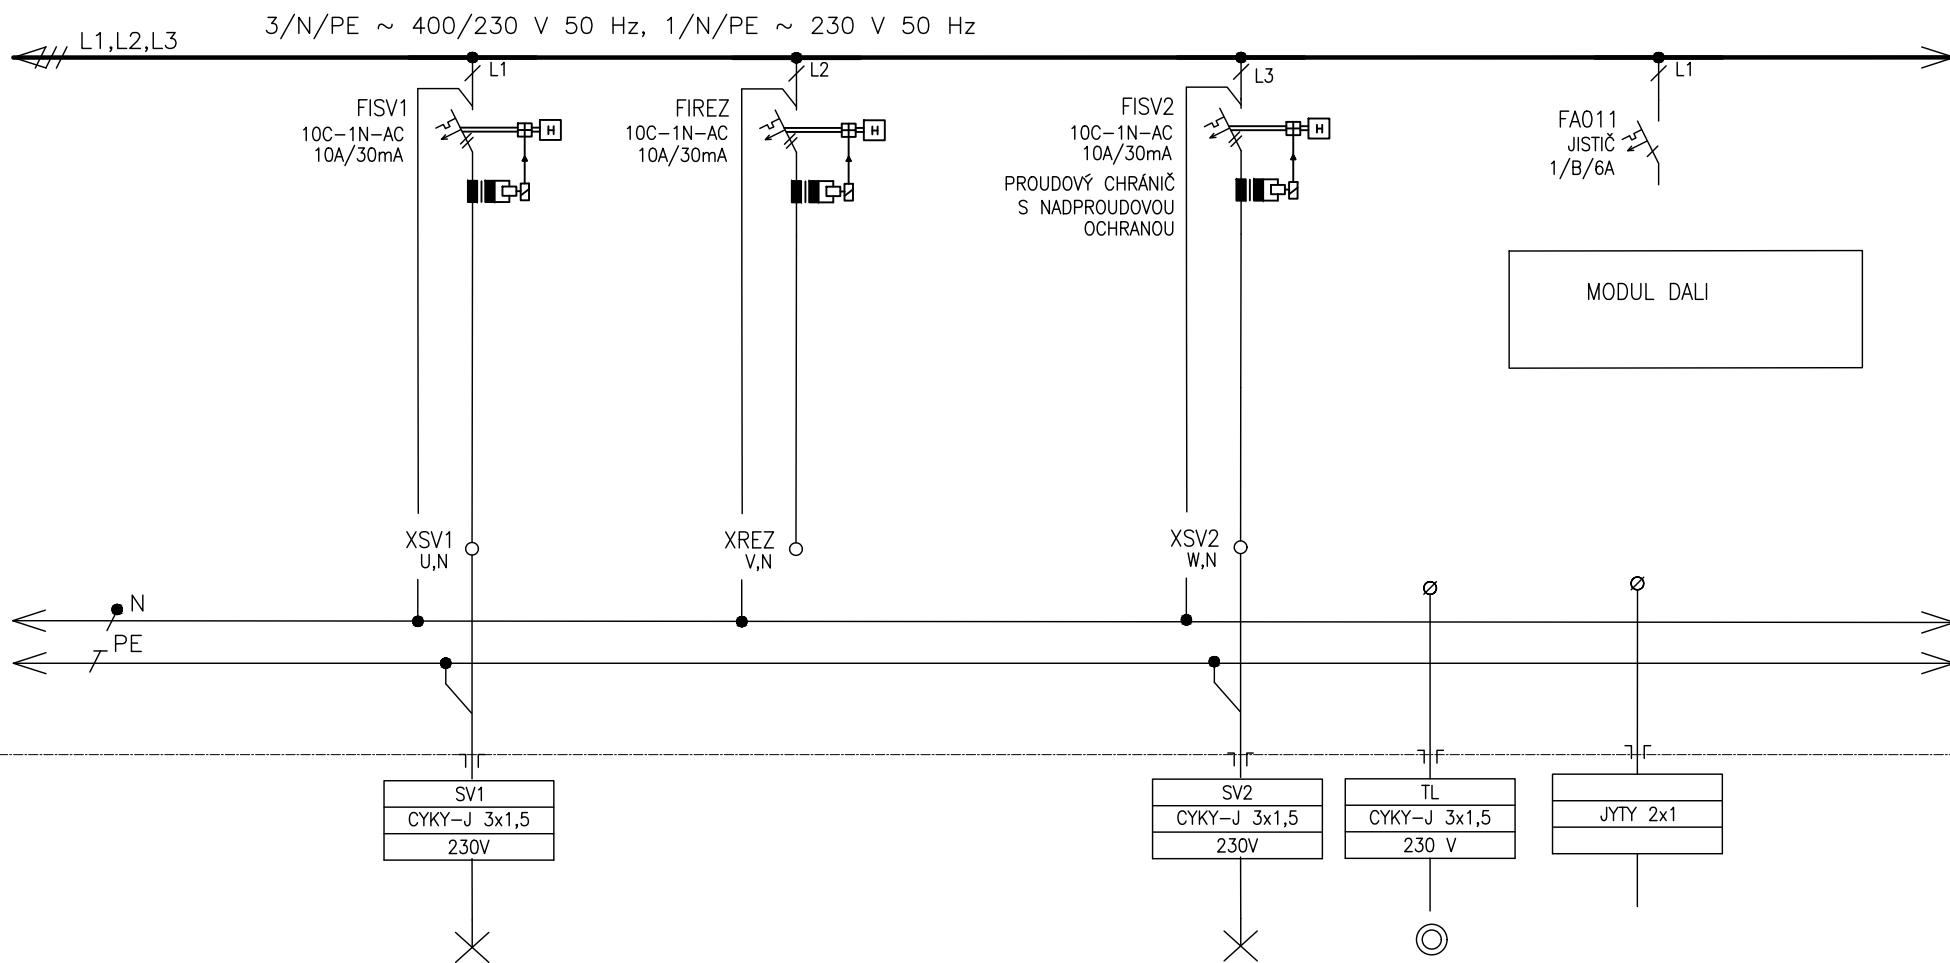 3/N/PE ~ 400/230 V 50 Hz, 1/N/PE ~ 230 V 50 Hz
L1,L2,L3
L1
L2
L3
L1
FISV1
10C-1N-AC
10A/30mA
H
FIREZ
10C-1N-AC
10A/30mA
H
FISV2
10C-1N-AC
10A/30mA
H
PROUDOVÝ CHRÁNIČ
S NADPROUDOVOU
OCHRANOU
FA011
JISTIČ
1/B/6A
MODUL DALI
XSV1
U,N
XREZ
V,N
XSV2
W,N
N
PE
SV1
CYKY-J 3x1,5
230V
SV2
CYKY-J 3x1,5
230V
TL
CYKY-J 3x1,5
230 V
JYTY 2x1